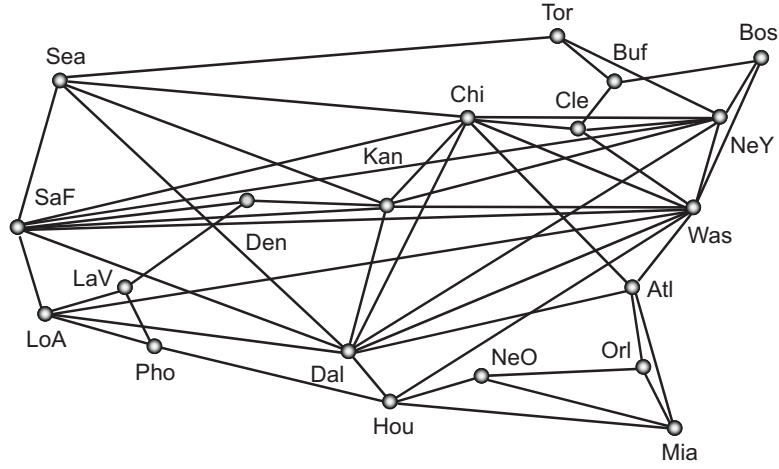 Tor
Bos
Buf
Sea
Chi
Cle
NeY
Kan
SaF
Den
Was
LaV
Atl
LoA
Pho
Dal
NeO
Orl
Hou
Mia